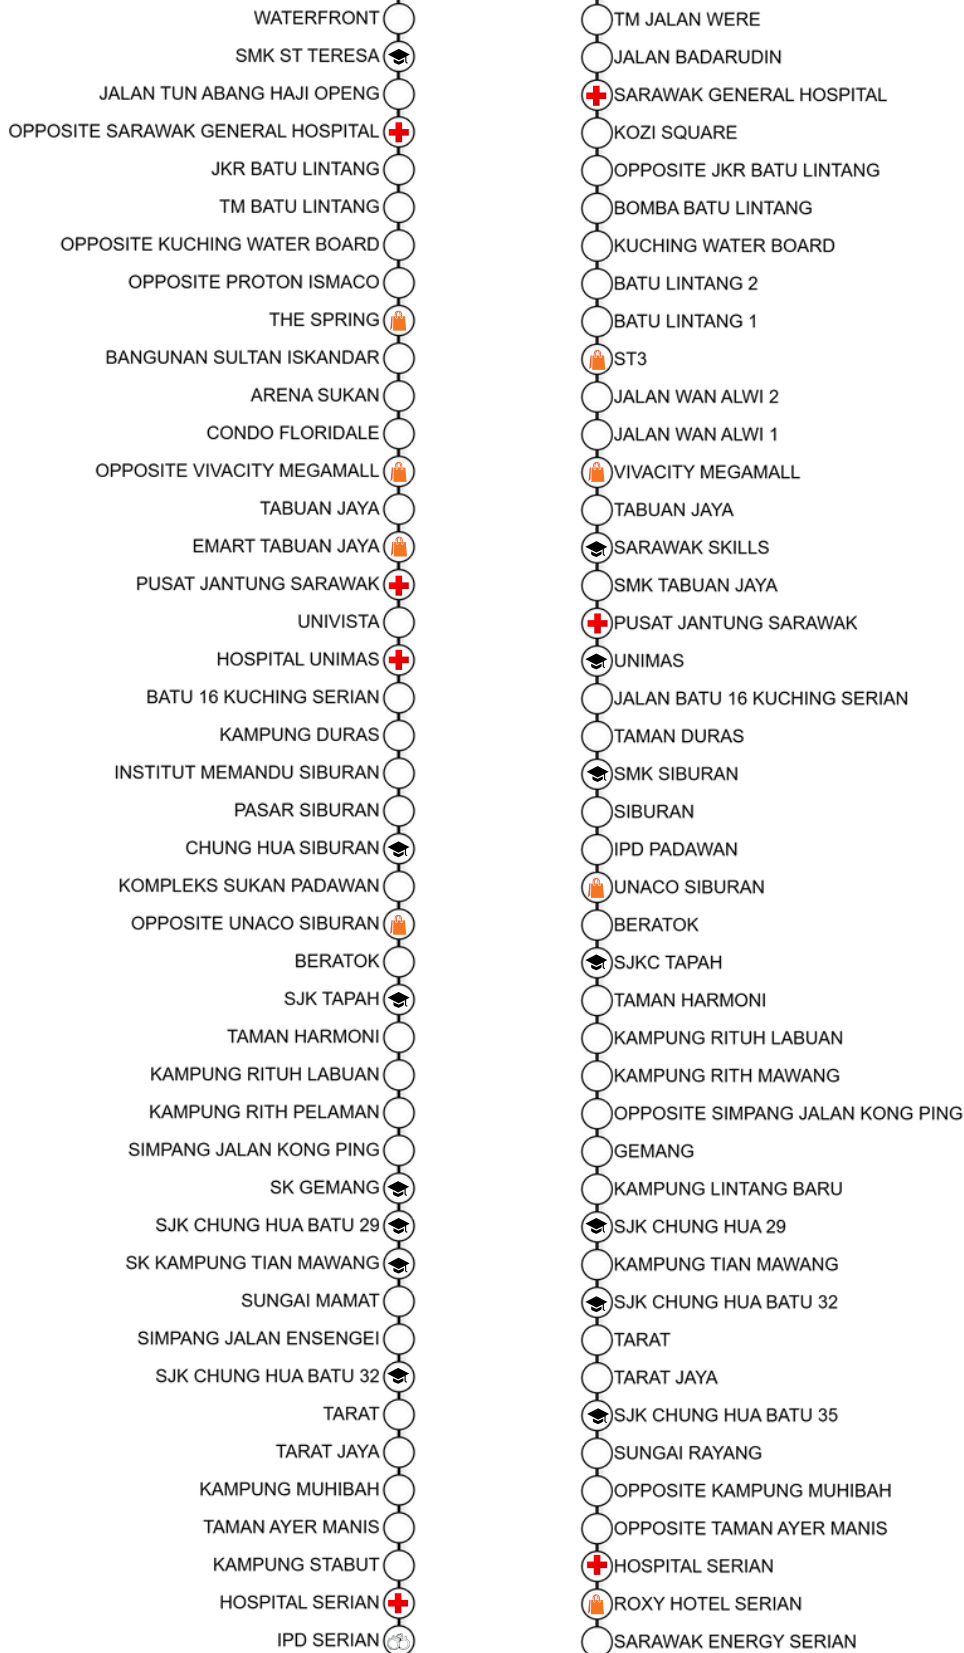 WATERFRONT
SMK ST TERESA
JALAN TUN ABANG HAJI OPENG
OPPOSITE SARAWAK GENERAL HOSPITAL
JKR BATU LINTANG
TM BATU LINTANG
OPPOSITE KUCHING WATER BOARD
OPPOSITE PROTON ISMACO
THE SPRING
BANGUNAN SULTAN ISKANDAR
ARENA SUKAN
CONDO FLORIDALE
OPPOSITE VIVACITY MEGAMALL
TABUAN JAYA
EMART TABUAN JAYA
PUSAT JANTUNG SARAWAK
UNIVISTA
HOSPITAL UNIMAS
BATU 16 KUCHING SERIAN
KAMPUNG DURAS
INSTITUT MEMANDU SIBURAN
PASAR SIBURAN
CHUNG HUA SIBURAN
KOMPLEKS SUKAN PADAWAN
OPPOSITE UNACO SIBURAN
BERATOK
SJK TAPAH
TAMAN HARMONI
KAMPUNG RITUH LABUAN
KAMPUNG RITH PELAMAN
SIMPANG JALAN KONG PING
SK GEMANG
SJK CHUNG HUA BATU 29
SK KAMPUNG TIAN MAWANG
SUNGAI MAMAT
SIMPANG JALAN ENSENGEI
SJK CHUNG HUA BATU 32
TARAT
TARAT JAYA
KAMPUNG MUHIBAH
TAMAN AYER MANIS
KAMPUNG STABUT
HOSPITAL SERIAN
IPD SERIAN
TM JALAN WERE
JALAN BADARUDIN
SARAWAK GENERAL HOSPITAL
KOZI SQUARE
OPPOSITE JKR BATU LINTANG
BOMBA BATU LINTANG
KUCHING WATER BOARD
BATU LINTANG 2
BATU LINTANG 1
ST3
JALAN WAN ALWI 2
JALAN WAN ALWI 1
VIVACITY MEGAMALL
TABUAN JAYA
SARAWAK SKILLS
SMK TABUAN JAYA
PUSAT JANTUNG SARAWAK
UNIMAS
JALAN BATU 16 KUCHING SERIAN
TAMAN DURAS
SMK SIBURAN
SIBURAN
IPD PADAWAN
UNACO SIBURAN
BERATOK
SJKC TAPAH
TAMAN HARMONI
KAMPUNG RITUH LABUAN
KAMPUNG RITH MAWANG
OPPOSITE SIMPANG JALAN KONG PING
GEMANG
KAMPUNG LINTANG BARU
SJK CHUNG HUA 29
KAMPUNG TIAN MAWANG
SJK CHUNG HUA BATU 32
TARAT
TARAT JAYA
SJK CHUNG HUA BATU 35
SUNGAI RAYANG
OPPOSITE KAMPUNG MUHIBAH
OPPOSITE TAMAN AYER MANIS
HOSPITAL SERIAN
ROXY HOTEL SERIAN
SARAWAK ENERGY SERIAN